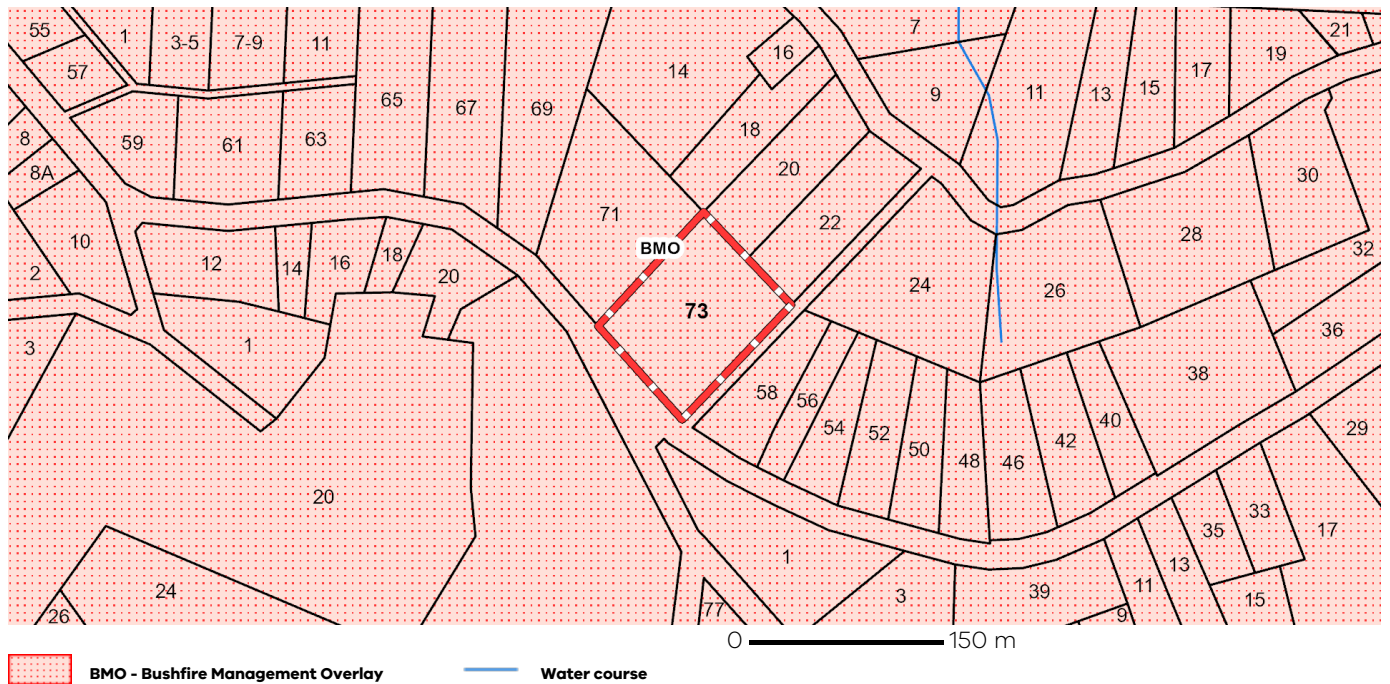 55 1 3-5 7-9 11 65 67 69 14 16 7 11 13 15 17 19 21
57 9
8 59 61 63 18
8A 20 30
10 71 22 28 32
BMO
2 12 14 16 18 20 24 26
73 36
3 1 58 56 54 52 50 48 46 42 40 38 29
20 33 17
35
24 1 13
26 77 3 39 11 9 15
0 150 m
BMO - Bushfire Management Overlay Water course